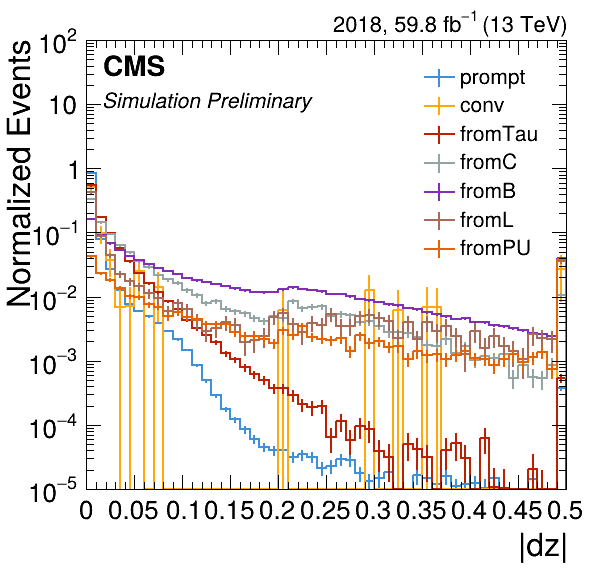 2018, 59.8 fb⁻¹ (13 TeV)
CMS
Simulation Preliminary
prompt
conv
fromTau
fromC
fromB
fromL
fromPU
Normalized Events
10²
10
1
10⁻¹
10⁻²
10⁻³
10⁻⁴
10⁻⁵
0 0.05 0.1 0.15 0.2 0.25 0.3 0.35 0.4 0.45 0.5
|dz|